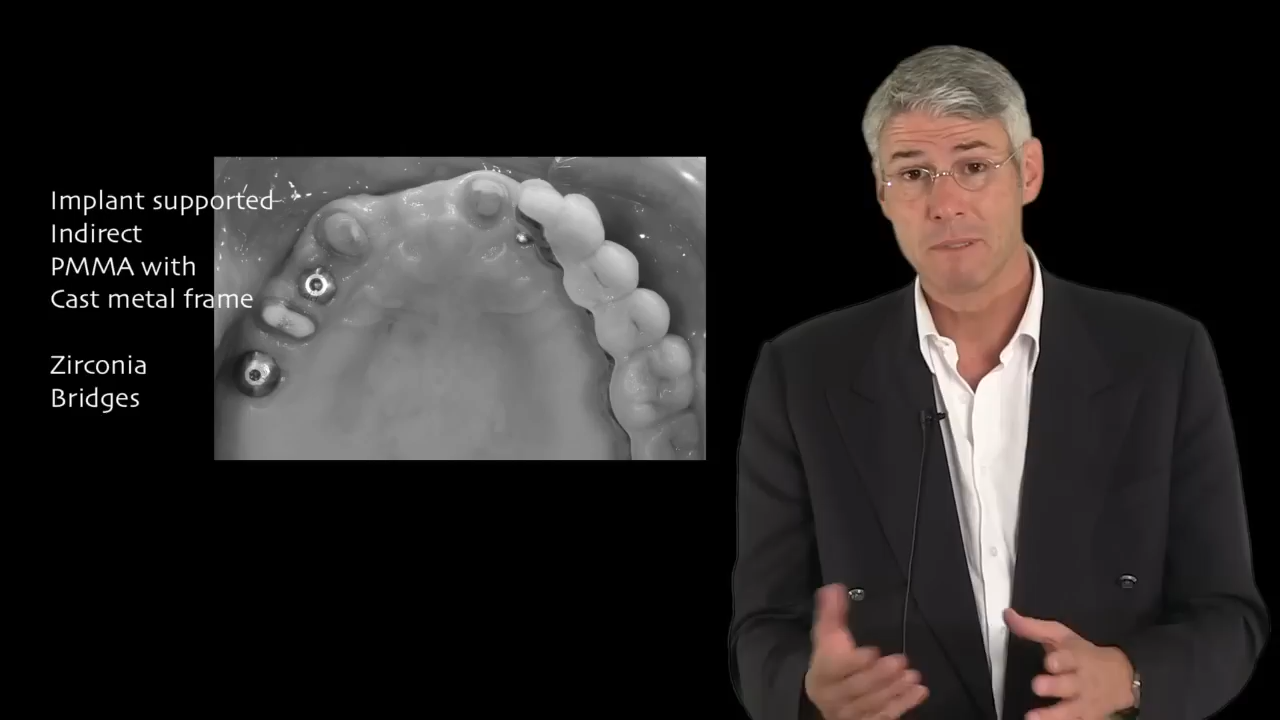 Implant supported
Indirect
PMMA with
Cast metal frame
Zirconia
Bridges